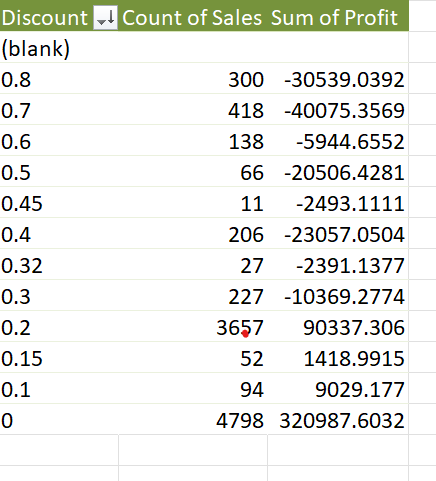 Discount Count of Sales Sum of Profit
(blank)
0.8 300 -30539.0392
0.7 418 -40075.3569
0.6 138 -5944.6552
0.5 66 -20506.4281
0.45 11 -2493.1111
0.4 206 -23057.0504
0.32 27 -2391.1377
0.3 227 -10369.2774
0.2 3657 90337.306
0.15 52 1418.9915
0.1 94 9029.177
0 4798 320987.6032